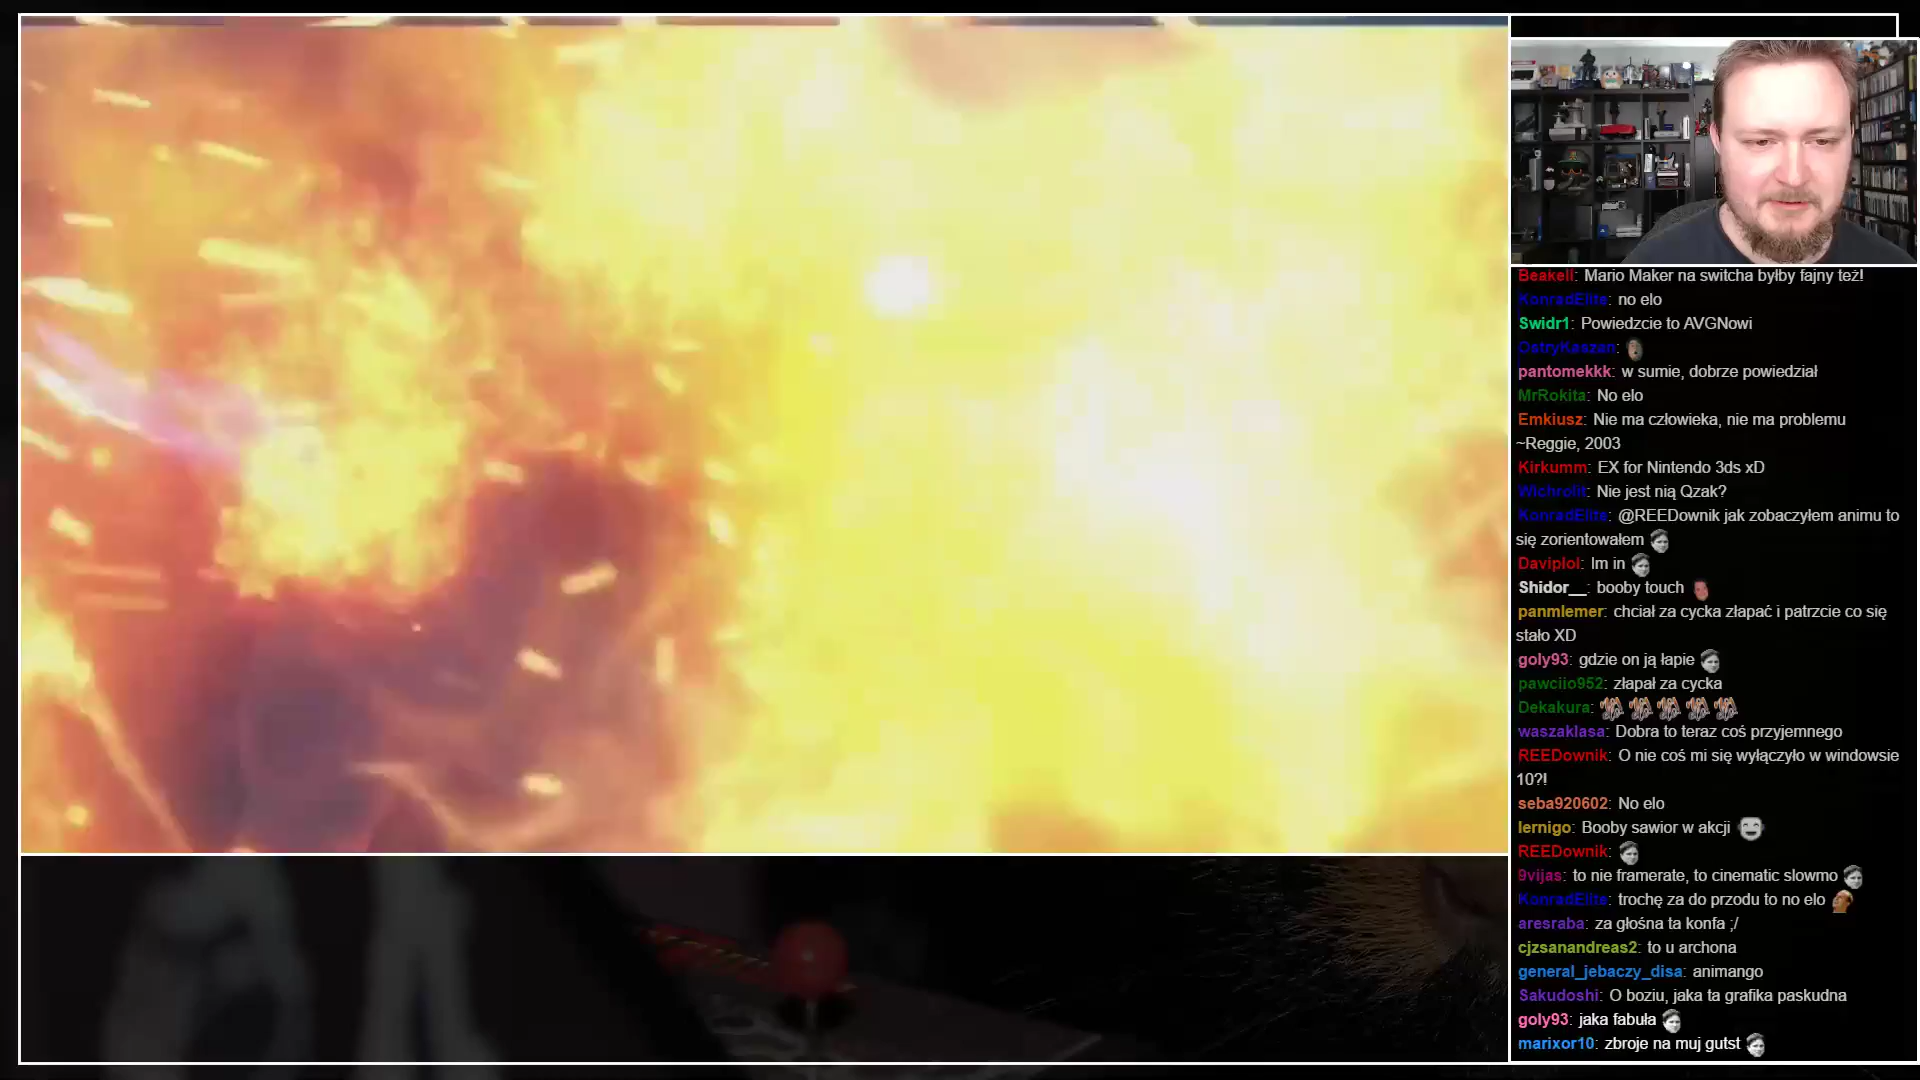 Beakell: Mario Maker na switcha byłby fajny też!
KonradElite: no elo
Swidr1: Powiedzcie to AVGNowi
OstryKaszan:
pantomekkk: w sumie, dobrze powiedział
MrRokita: No elo
Emkiusz: Nie ma człowieka, nie ma problemu
~Reggie, 2003
Kirkumm: EX for Nintendo 3ds xD
Wichrolit: Nie jest nią Qzak?
KonradElite: @REEDownik jak zobaczyłem animu to
się zorientowałem
Daviplol: Im in
Shidor__: booby touch
panmlemer: chciał za cycka złapać i patrzcie co się
stało XD
goly93: gdzie on ją łapie
pawciio952: złapał za cycka
Dekakura:
waszaklasa: Dobra to teraz coś przyjemnego
REEDownik: O nie coś mi się wyłączyło w windowsie
10?!
seba920602: No elo
lernigo: Booby sawior w akcji
REEDownik:
9vijas: to nie framerate, to cinematic slowmo
KonradElite: trochę za do przodu to no elo
aresraba: za głośna ta konfa ;/
cjzsanandreas2: to u archona
general_jebaczy_disa: animango
Sakudoshi: O boziu, jaka ta grafika paskudna
goly93: jaka fabuła
marixor10: zbroje na muj gutst